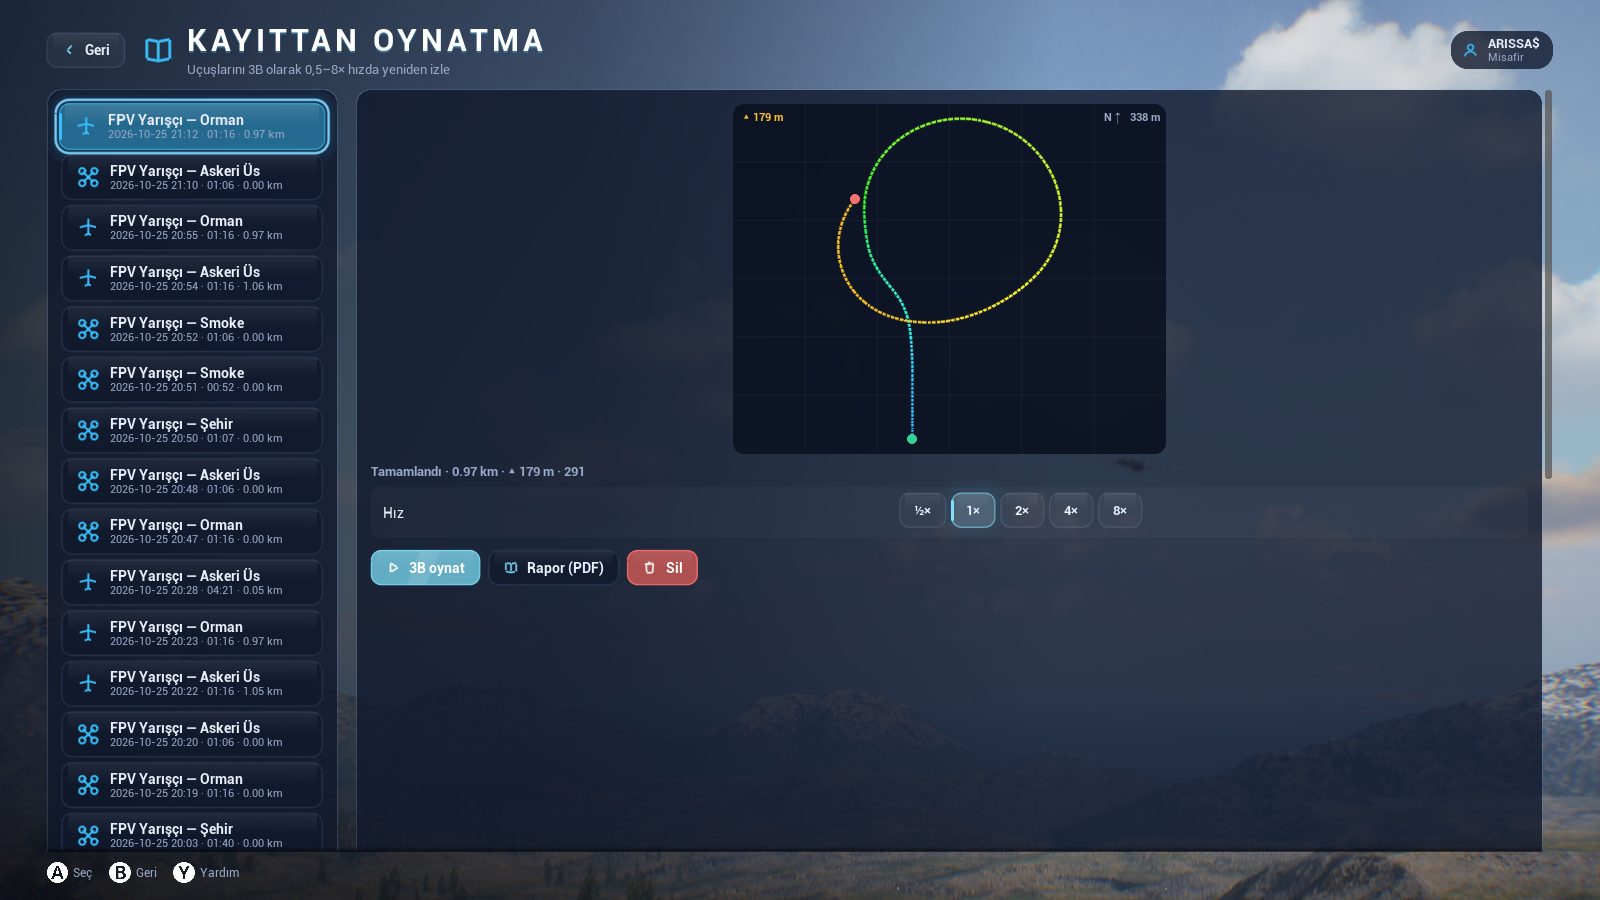 Geri
KAYITTAN OYNATMA
Uçuşlarını 3B olarak 0,5–8× hızda yeniden izle
ARISSA$
Misafir
FPV Yarışçı — Orman
2026-10-25 21:12 · 01:16 · 0.97 km
FPV Yarışçı — Askeri Üs
2026-10-25 21:10 · 01:06 · 0.00 km
FPV Yarışçı — Orman
2026-10-25 20:55 · 01:16 · 0.97 km
FPV Yarışçı — Askeri Üs
2026-10-25 20:54 · 01:16 · 1.06 km
FPV Yarışçı — Smoke
2026-10-25 20:52 · 01:06 · 0.00 km
FPV Yarışçı — Smoke
2026-10-25 20:51 · 00:52 · 0.00 km
FPV Yarışçı — Şehir
2026-10-25 20:50 · 01:07 · 0.00 km
FPV Yarışçı — Askeri Üs
2026-10-25 20:48 · 01:06 · 0.00 km
FPV Yarışçı — Orman
2026-10-25 20:47 · 01:16 · 0.00 km
FPV Yarışçı — Askeri Üs
2026-10-25 20:28 · 04:21 · 0.05 km
FPV Yarışçı — Orman
2026-10-25 20:23 · 01:16 · 0.97 km
FPV Yarışçı — Askeri Üs
2026-10-25 20:22 · 01:16 · 1.05 km
FPV Yarışçı — Askeri Üs
2026-10-25 20:20 · 01:06 · 0.00 km
FPV Yarışçı — Orman
2026-10-25 20:19 · 01:16 · 0.00 km
FPV Yarışçı — Şehir
2026-10-25 20:03 · 01:40 · 0.00 km
▲ 179 m
N ↑ 338 m
Tamamlandı · 0.97 km · ▲ 179 m · 291
Hız
½× 1× 2× 4× 8×
3B oynat
Rapor (PDF)
Sil
A Seç B Geri Y Yardım